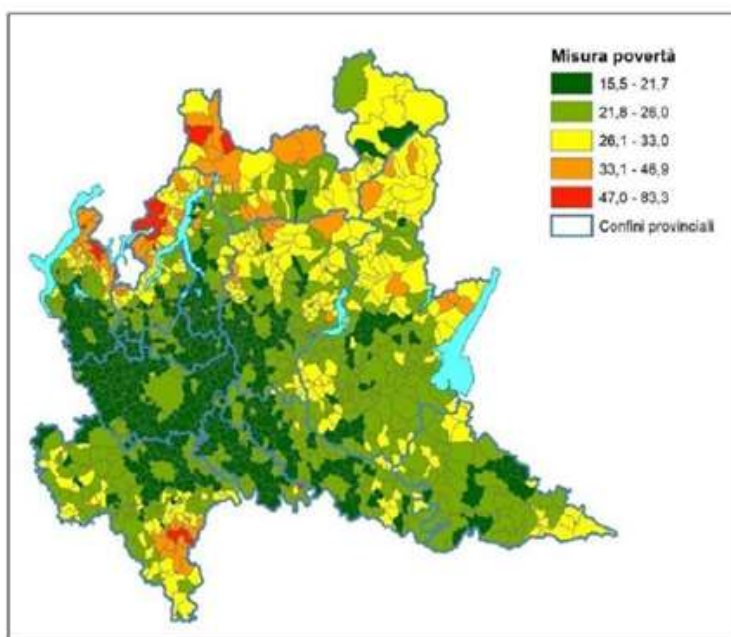 Misura povertà
15,5 - 21,7
21,8 - 26,0
26,1 - 33,0
33,1 - 46,9
47,0 - 83,3
Confini provinciali